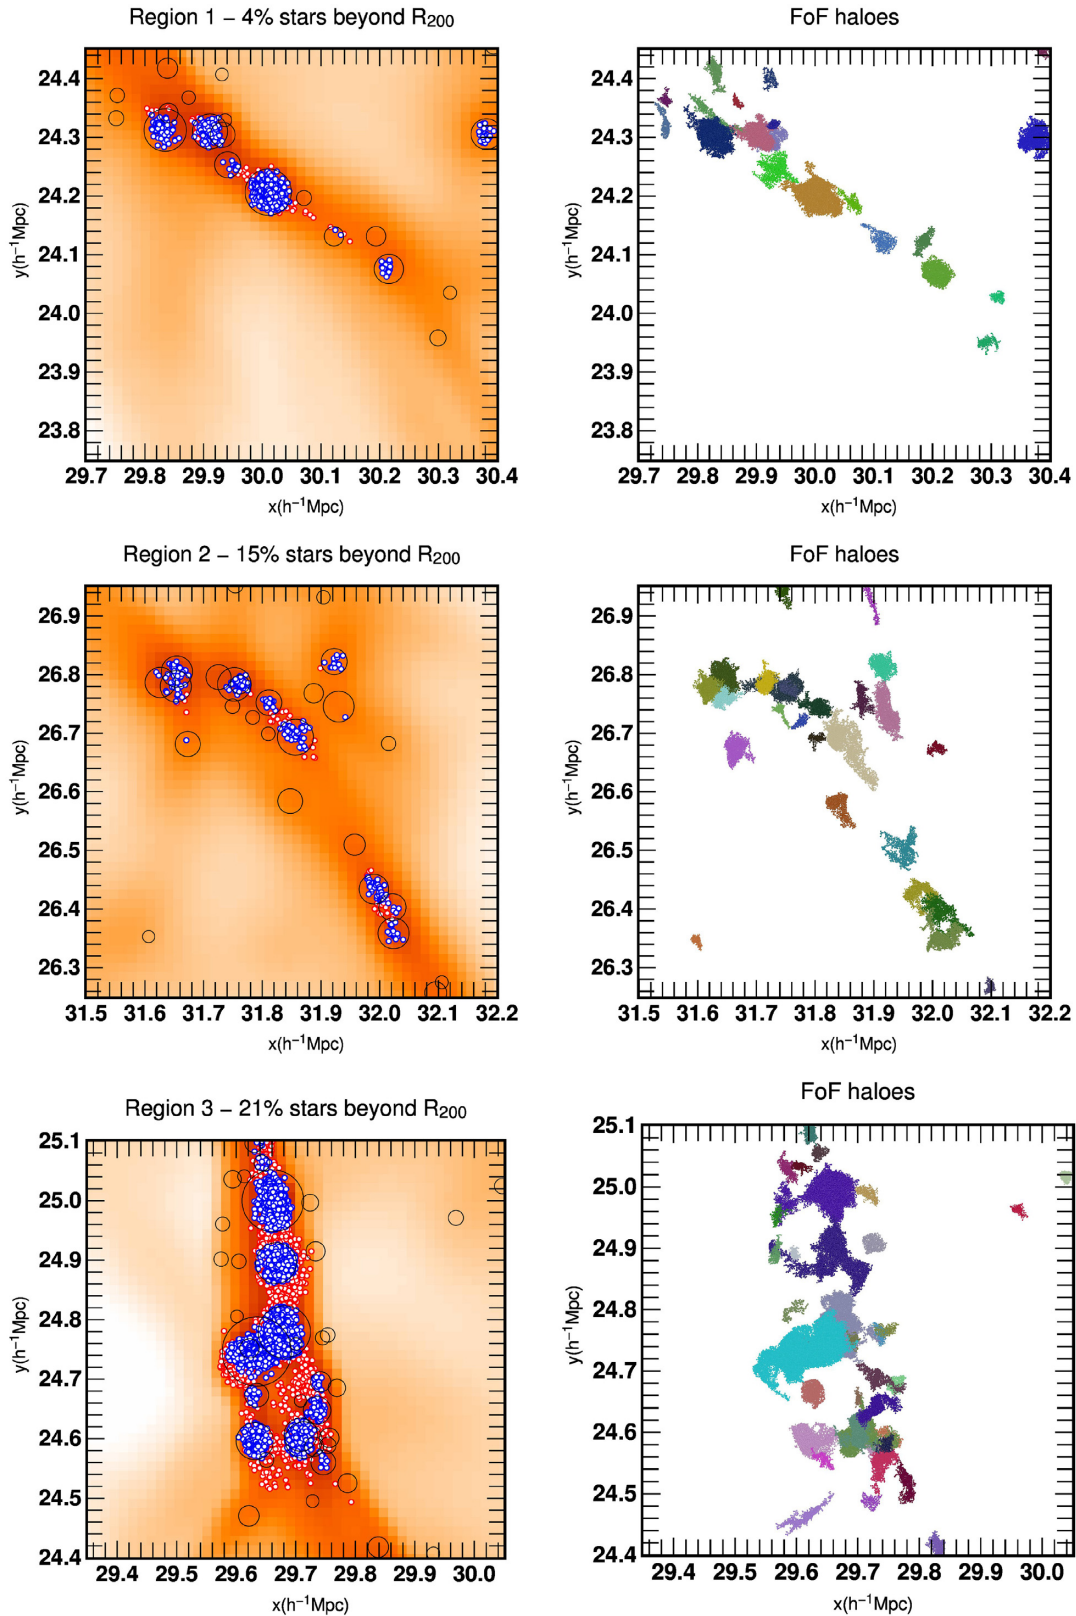 Region 1 − 4% stars beyond R200
FoF haloes
24.4
24.3
24.2
24.1
24.0
23.9
23.8
y(h−1Mpc)
29.7 29.8 29.9 30.0 30.1 30.2 30.3 30.4
x(h−1Mpc)
24.4
24.3
24.2
24.1
24.0
23.9
23.8
y(h−1Mpc)
29.7 29.8 29.9 30.0 30.1 30.2 30.3 30.4
x(h−1Mpc)
Region 2 − 15% stars beyond R200
FoF haloes
26.9
26.8
26.7
26.6
26.5
26.4
26.3
y(h−1Mpc)
31.5 31.6 31.7 31.8 31.9 32.0 32.1 32.2
x(h−1Mpc)
26.9
26.8
26.7
26.6
26.5
26.4
26.3
y(h−1Mpc)
31.5 31.6 31.7 31.8 31.9 32.0 32.1 32.2
x(h−1Mpc)
Region 3 − 21% stars beyond R200
FoF haloes
25.1
25.0
24.9
24.8
24.7
24.6
24.5
24.4
y(h−1Mpc)
29.4 29.5 29.6 29.7 29.8 29.9 30.0
x(h−1Mpc)
25.1
25.0
24.9
24.8
24.7
24.6
24.5
24.4
y(h−1Mpc)
29.4 29.5 29.6 29.7 29.8 29.9 30.0
x(h−1Mpc)